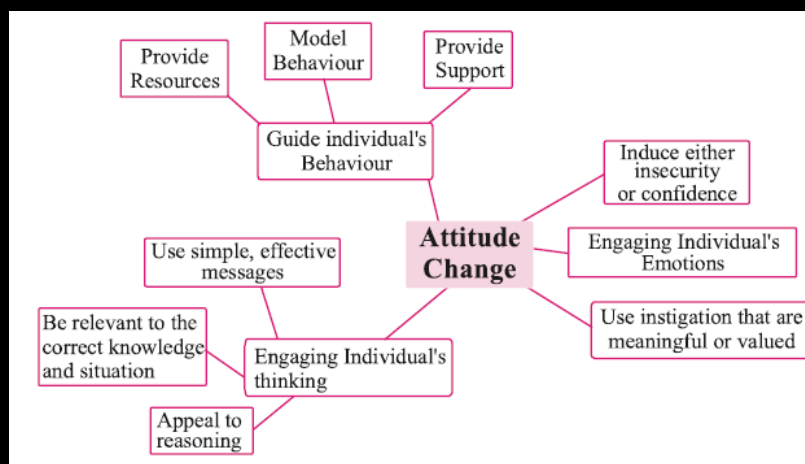 Provide
Resources
Model
Behaviour
Provide
Support
Guide individual's
Behaviour
Induce either
insecurity
or confidence
Attitude
Change
Engaging Individual's
Emotions
Use simple, effective
messages
Use instigation that are
meaningful or valued
Be relevant to the
correct knowledge
and situation
Engaging Individual's
thinking
Appeal to
reasoning